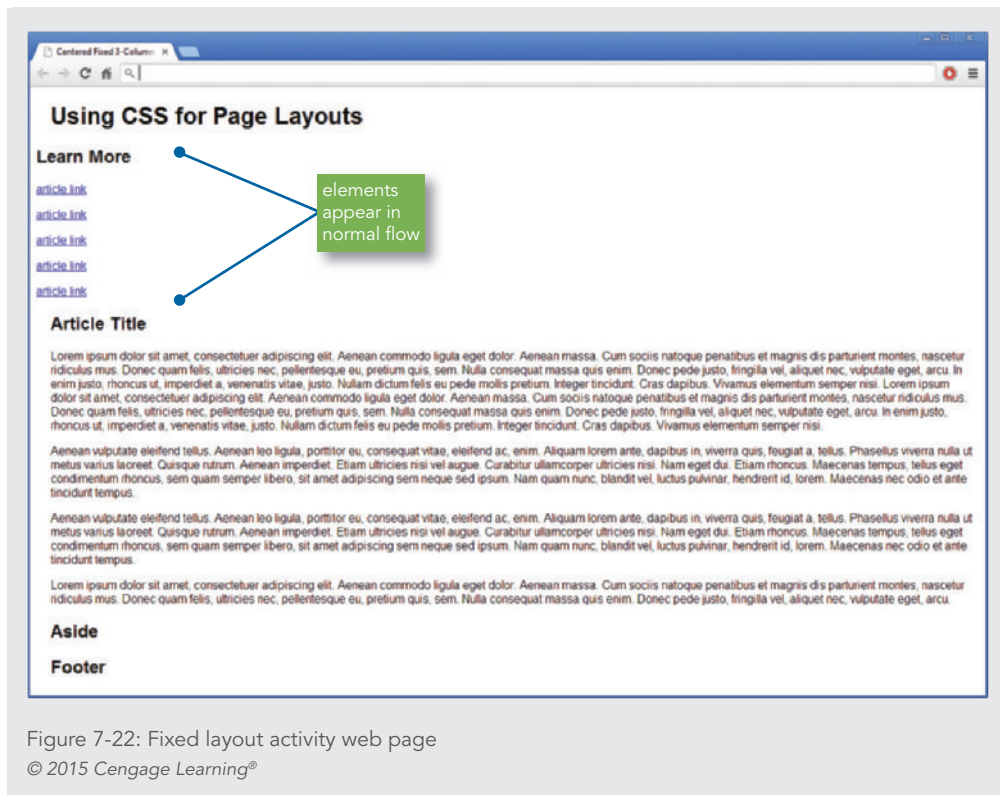 Centered Fixed 3-Column
Using CSS for Page Layouts
Learn More
article link
article link
article link
article link
article link
elements
appear in
normal flow
Article Title
Lorem ipsum dolor sit amet, consectetuer adipiscing elit. Aenean commodo ligula eget dolor. Aenean massa. Cum sociis natoque penatibus et magnis dis parturient montes, nascetur
ridiculus mus. Donec quam felis, ultricies nec, pellentesque eu, pretium quis, sem. Nulla consequat massa quis enim. Donec pede justo, fringilla vel, aliquet nec, vulputate eget, arcu. In
enim justo, rhoncus ut, imperdiet a, venenatis vitae, justo. Nullam dictum felis eu pede mollis pretium. Integer tincidunt. Cras dapibus. Vivamus elementum semper nisi. Lorem ipsum
dolor sit amet, consectetuer adipiscing elit. Aenean commodo ligula eget dolor. Aenean massa. Cum sociis natoque penatibus et magnis dis parturient montes, nascetur ridiculus mus.
Donec quam felis, ultricies nec, pellentesque eu, pretium quis, sem. Nulla consequat massa quis enim. Donec pede justo, fringilla vel, aliquet nec, vulputate eget, arcu. In enim justo,
rhoncus ut, imperdiet a, venenatis vitae, justo. Nullam dictum felis eu pede mollis pretium. Integer tincidunt. Cras dapibus. Vivamus elementum semper nisi.
Aenean vulputate eleifend tellus. Aenean leo ligula, porttitor eu, consequat vitae, eleifend ac, enim. Aliquam lorem ante, dapibus in, viverra quis, feugiat a, tellus. Phasellus viverra nulla ut
metus varius laoreet. Quisque rutrum. Aenean imperdiet. Etiam ultricies nisi vel augue. Curabitur ullamcorper ultricies nisi. Nam eget dui. Etiam rhoncus. Maecenas tempus, tellus eget
condimentum rhoncus, sem quam semper libero, sit amet adipiscing sem neque sed ipsum. Nam quam nunc, blandit vel, luctus pulvinar, hendrerit id, lorem. Maecenas nec odio et ante
tincidunt tempus.
Aenean vulputate eleifend tellus. Aenean leo ligula, porttitor eu, consequat vitae, eleifend ac, enim. Aliquam lorem ante, dapibus in, viverra quis, feugiat a, tellus. Phasellus viverra nulla ut
metus varius laoreet. Quisque rutrum. Aenean imperdiet. Etiam ultricies nisi vel augue. Curabitur ullamcorper ultricies nisi. Nam eget dui. Etiam rhoncus. Maecenas tempus, tellus eget
condimentum rhoncus, sem quam semper libero, sit amet adipiscing sem neque sed ipsum. Nam quam nunc, blandit vel, luctus pulvinar, hendrerit id, lorem. Maecenas nec odio et ante
tincidunt tempus.
Lorem ipsum dolor sit amet, consectetuer adipiscing elit. Aenean commodo ligula eget dolor. Aenean massa. Cum sociis natoque penatibus et magnis dis parturient montes, nascetur
ridiculus mus. Donec quam felis, ultricies nec, pellentesque eu, pretium quis, sem. Nulla consequat massa quis enim. Donec pede justo, fringilla vel, aliquet nec, vulputate eget, arcu.
Aside
Footer
Figure 7-22: Fixed layout activity web page
© 2015 Cengage Learning®